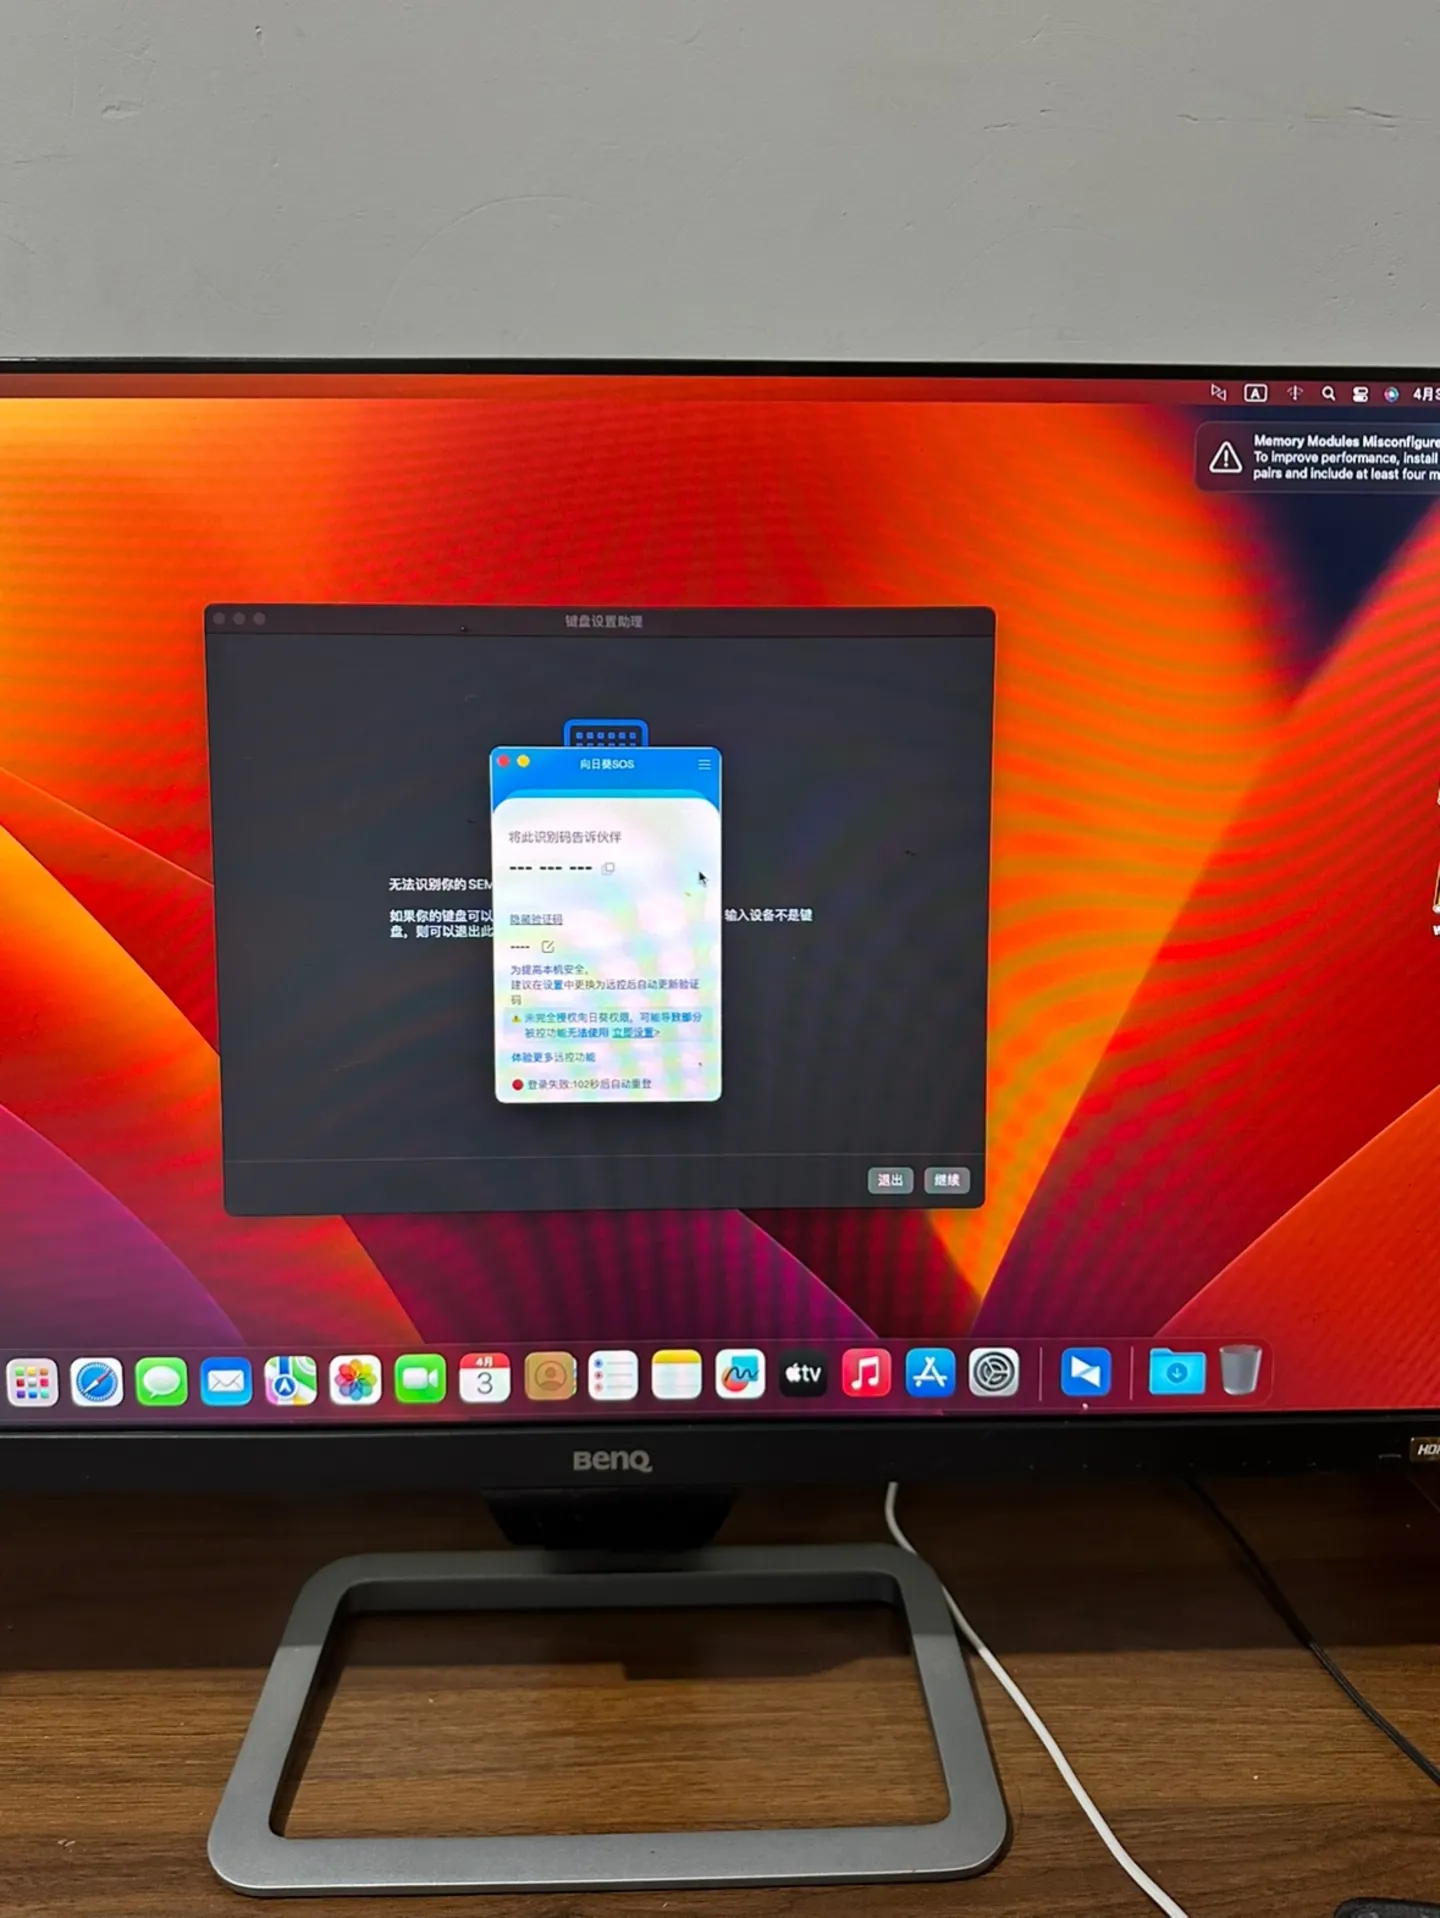 4月3
Memory Modules Misconfigure
To improve performance, install
pairs and include at least four m
键盘设置助理
向日葵SOS
将此识别码告诉伙伴
--- --- ---
无法识别你的SEM
如果你的键盘可以
输入设备不是键
盘，则可以退出此
隐藏验证码
----
为提高本机安全，
建议在设置中更换为远控后自动更新验证
码
未完全授权向日葵权限，可能导致部分
被控功能无法使用 立即设置>
体验更多远控功能
登录失败:102秒后自动重登
退出
继续
4月
3
tv
BenQ
HDR